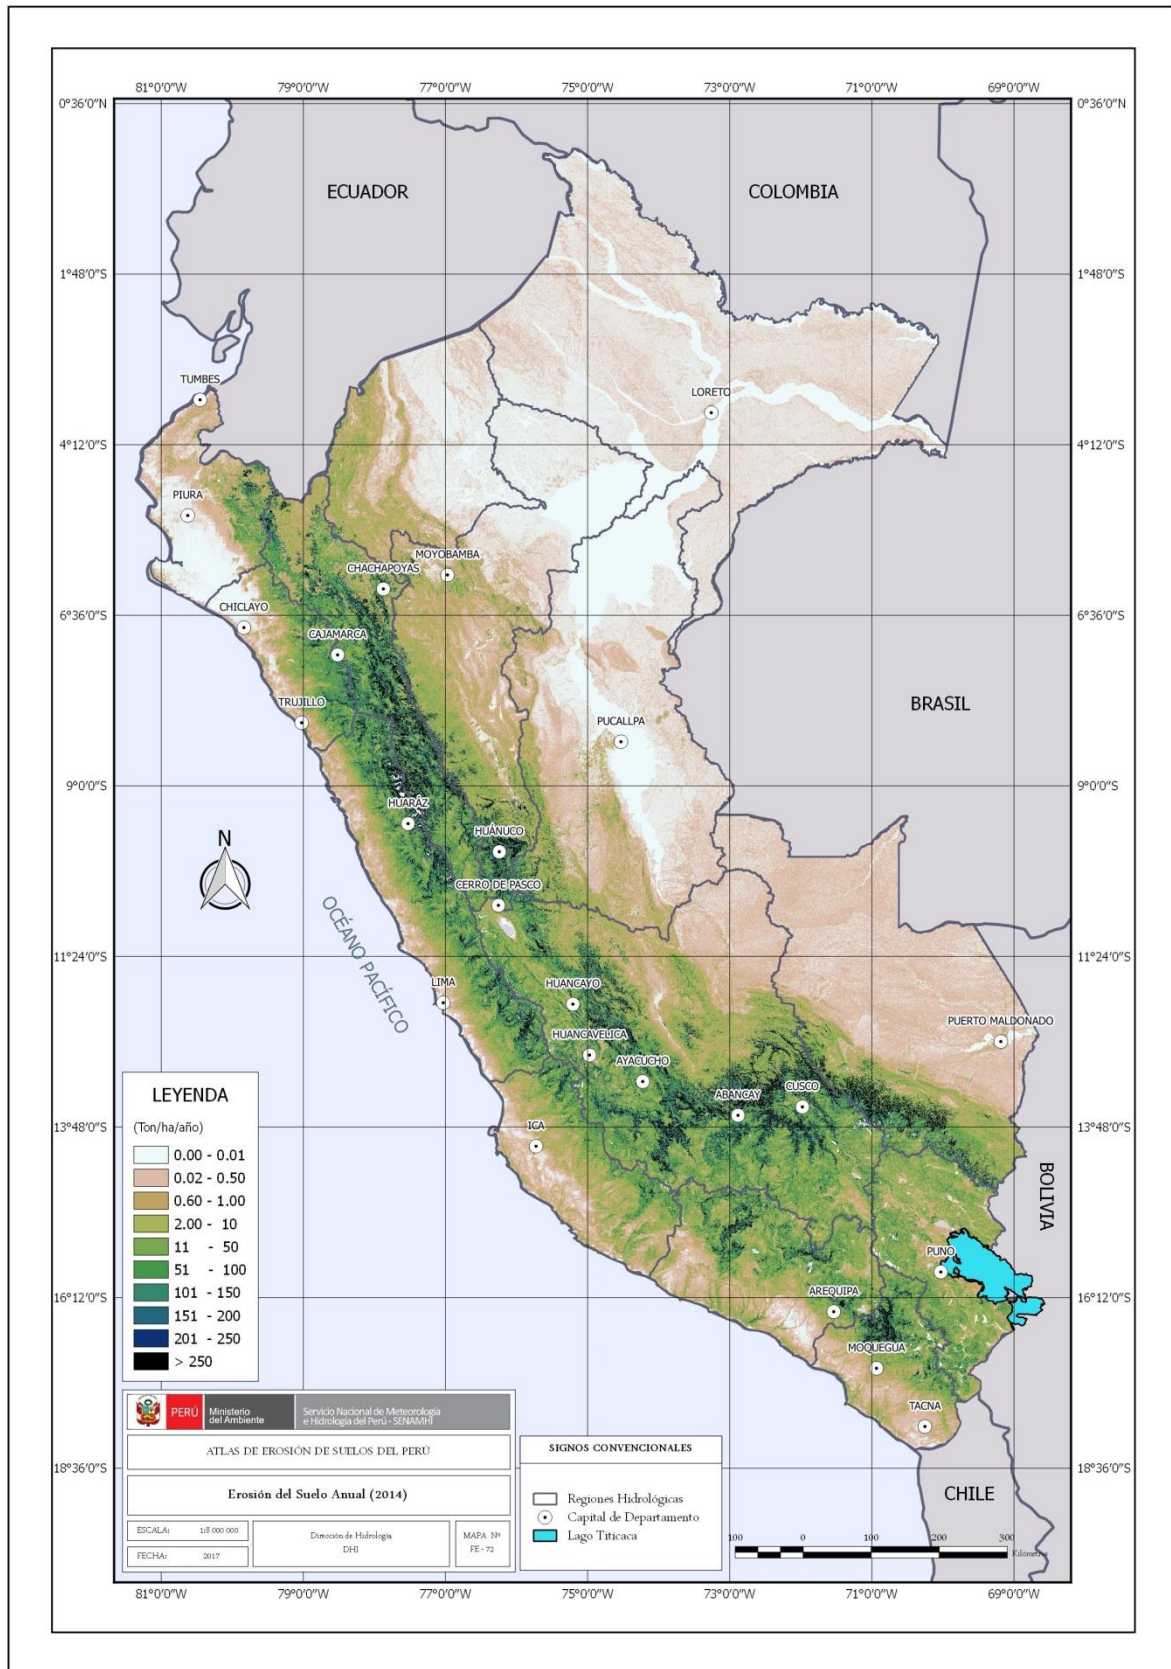 81°0'0"W 79°0'0"W 77°0'0"W 75°0'0"W 73°0'0"W 71°0'0"W 69°0'0"W
0°36'0"N 0°36'0"N
ECUADOR
COLOMBIA
1°48'0"S 1°48'0"S
TUMBES
LORETO
4°12'0"S 4°12'0"S
PIURA
MOYOBAMBA
CHACHAPOYAS
CHICLAYO
6°36'0"S 6°36'0"S
CAJAMARCA
TRUJILLO
BRASIL
PUCALLPA
9°0'0"S 9°0'0"S
HUARÁZ
N
HUÁNUCO
CERRO DE PASCO
OCÉANO PACÍFICO
11°24'0"S 11°24'0"S
LIMA
HUANCAYO
PUERTO MALDONADO
HUANCAVELICA
AYACUCHO
ABANCAY
CUSCO
ICA
13°48'0"S 13°48'0"S
BOLIVIA
PUNO
AREQUIPA
16°12'0"S 16°12'0"S
MOQUEGUA
TACNA
18°36'0"S 18°36'0"S
CHILE
LEYENDA
(Ton/ha/año)
0.00 - 0.01
0.02 - 0.50
0.60 - 1.00
2.00 - 10
11 - 50
51 - 100
101 - 150
151 - 200
201 - 250
> 250
PERÚ
Ministerio
del Ambiente
Servicio Nacional de Meteorología
e Hidrología del Perú - SENAMHI
ATLAS DE EROSIÓN DE SUELOS DEL PERÚ
Erosión del Suelo Anual (2014)
ESCALA: 1:8 000 000
FECHA: 2017
Dirección de Hidrología
DHI
MAPA Nº
FE - 72
SIGNOS CONVENCIONALES
Regiones Hidrológicas
Capital de Departamento
Lago Titicaca
100 0 100 200 300
Kilómetros
81°0'0"W 79°0'0"W 77°0'0"W 75°0'0"W 73°0'0"W 71°0'0"W 69°0'0"W